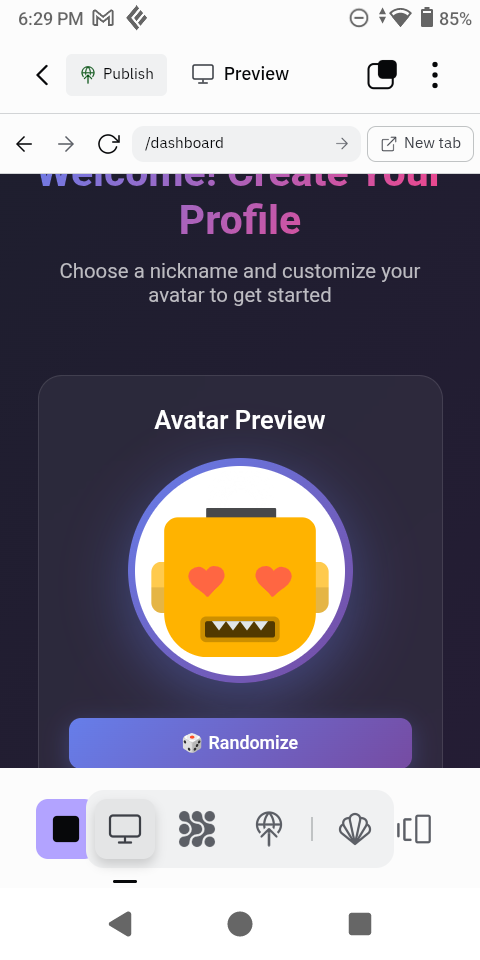 6:29 PM
85%
Publish
Preview
/dashboard
New tab
Welcome! Create Your
Profile
Choose a nickname and customize your
avatar to get started
Avatar Preview
🎲 Randomize